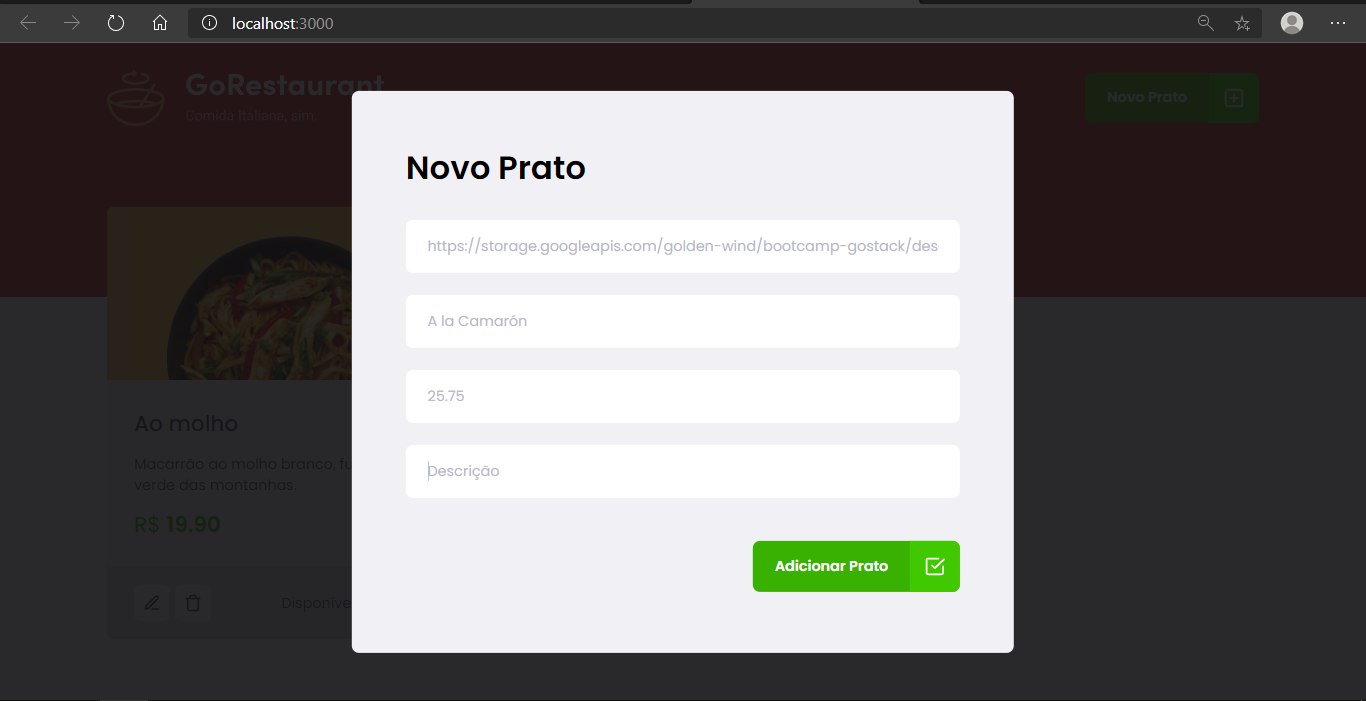 localhost:3000
GoRestaurant
Comida Italiana, sim.
Novo Prato
Novo Prato
https://storage.googleapis.com/golden-wind/bootcamp-gostack/des
A la Camarón
25.75
Descrição
Adicionar Prato
Ao molho
Macarrão ao molho branco, fu
verde das montanhas.
R$ 19.90
Disponíve